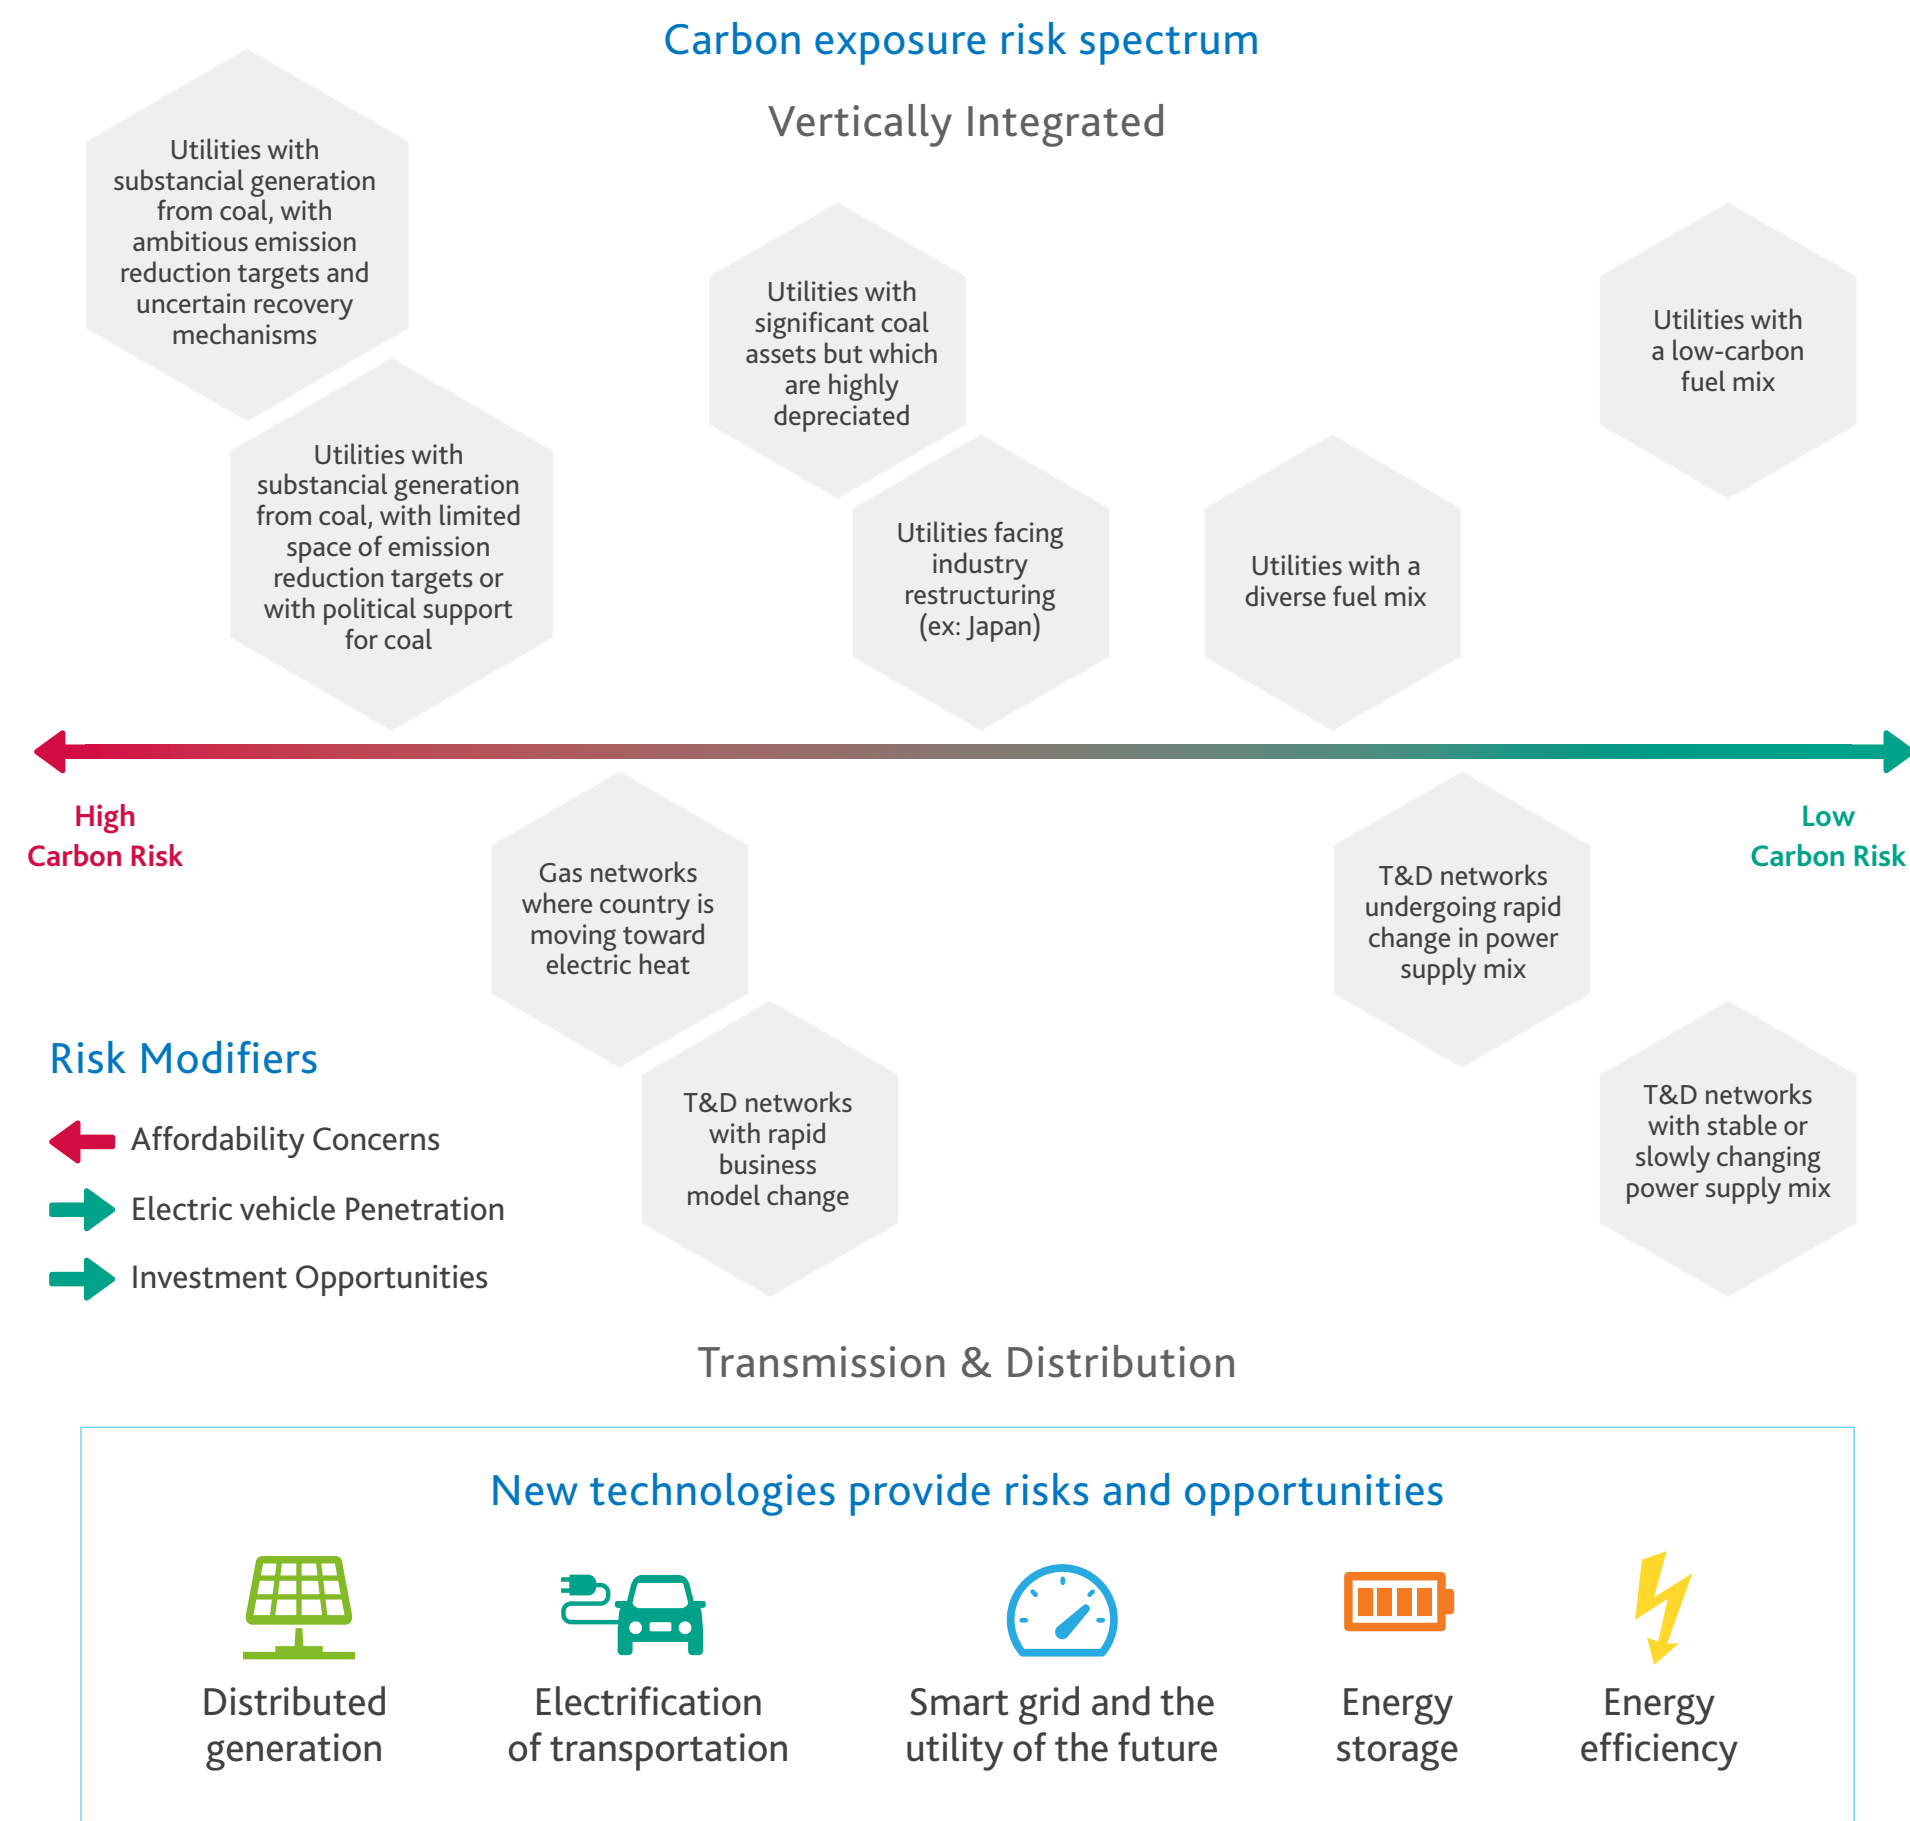 Carbon exposure risk spectrum
Vertically Integrated
Utilities with
substancial generation
from coal, with
ambitious emission
reduction targets and
uncertain recovery
mechanisms
Utilities with
substancial generation
from coal, with limited
space of emission
reduction targets or
with political support
for coal
Utilities with
significant coal
assets but which
are highly
depreciated
Utilities facing
industry
restructuring
(ex: Japan)
Utilities with a
diverse fuel mix
Utilities with
a low-carbon
fuel mix
High
Carbon Risk
Low
Carbon Risk
Gas networks
where country is
moving toward
electric heat
T&D networks
with rapid
business
model change
T&D networks
undergoing rapid
change in power
supply mix
T&D networks
with stable or
slowly changing
power supply mix
Risk Modifiers
Affordability Concerns
Electric vehicle Penetration
Investment Opportunities
Transmission & Distribution
New technologies provide risks and opportunities
Distributed
generation
Electrification
of transportation
Smart grid and the
utility of the future
Energy
storage
Energy
efficiency